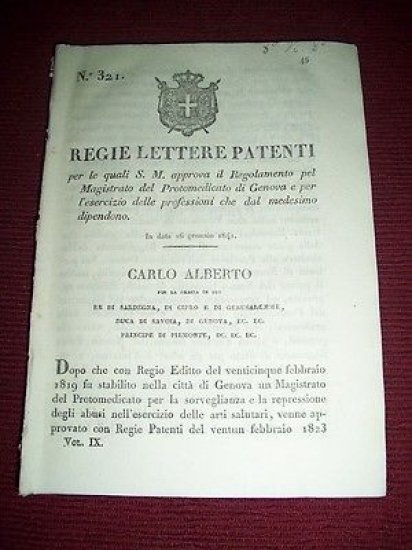 N.° 321.
REGIE LETTERE PATENTI
per le quali S. M. approva il Regolamento pel
Magistrato del Protomedicato di Genova e per
l'esercizio delle professioni che dal medesimo
dipendono.
In data 16 gennaio 1841.
CARLO ALBERTO
PER LA GRAZIA DI DIO
RE DI SARDEGNA, DI CIPRO E DI GERUSALEMME,
DUCA DI SAVOIA, DI GENOVA, EC. EC.
PRINCIPE DI PIEMONTE, EC. EC. EC.
Dopo che con Regio Editto del venticinque febbraio
1819 fu stabilito nella città di Genova un Magistrato
del Protomedicato per la sorveglianza e la repressione
degli abusi nell'esercizio delle arti salutari, venne ap-
provato con Regie Patenti del ventun febbraio 1823
Vol. IX.